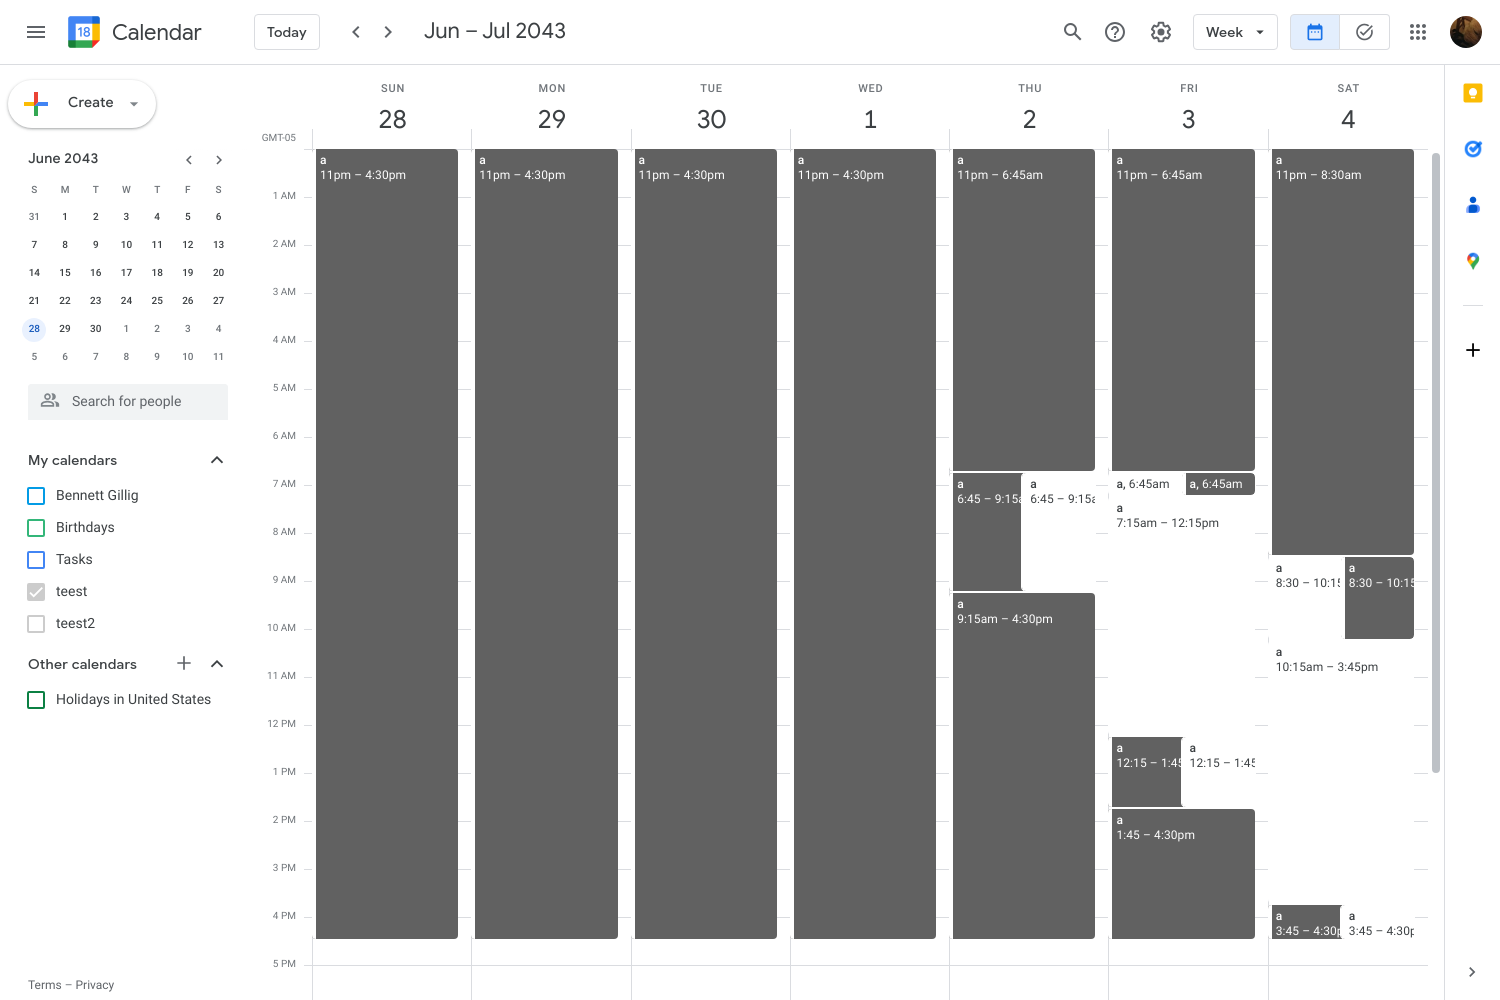 18
Calendar
Today
Jun – Jul 2043
Week
Create
June 2043
S M T W T F S
31 1 2 3 4 5 6
7 8 9 10 11 12 13
14 15 16 17 18 19 20
21 22 23 24 25 26 27
28 29 30 1 2 3 4
5 6 7 8 9 10 11
Search for people
My calendars
Bennett Gillig
Birthdays
Tasks
teest
teest2
Other calendars
Holidays in United States
Terms – Privacy
SUN MON TUE WED THU FRI SAT
28 29 30 1 2 3 4
GMT-05
1 AM
2 AM
3 AM
4 AM
5 AM
6 AM
7 AM
8 AM
9 AM
10 AM
11 AM
12 PM
1 PM
2 PM
3 PM
4 PM
5 PM
a
11pm – 4:30pm
a
11pm – 4:30pm
a
11pm – 4:30pm
a
11pm – 4:30pm
a
11pm – 6:45am
a
6:45 – 9:15a
a
6:45 – 9:15a
a
9:15am – 4:30pm
a
11pm – 6:45am
a, 6:45am
a, 6:45am
a
7:15am – 12:15pm
a
12:15 – 1:45
a
12:15 – 1:45
a
1:45 – 4:30pm
a
11pm – 8:30am
a
8:30 – 10:15
a
8:30 – 10:15
a
10:15am – 3:45pm
a
3:45 – 4:30p
a
3:45 – 4:30p